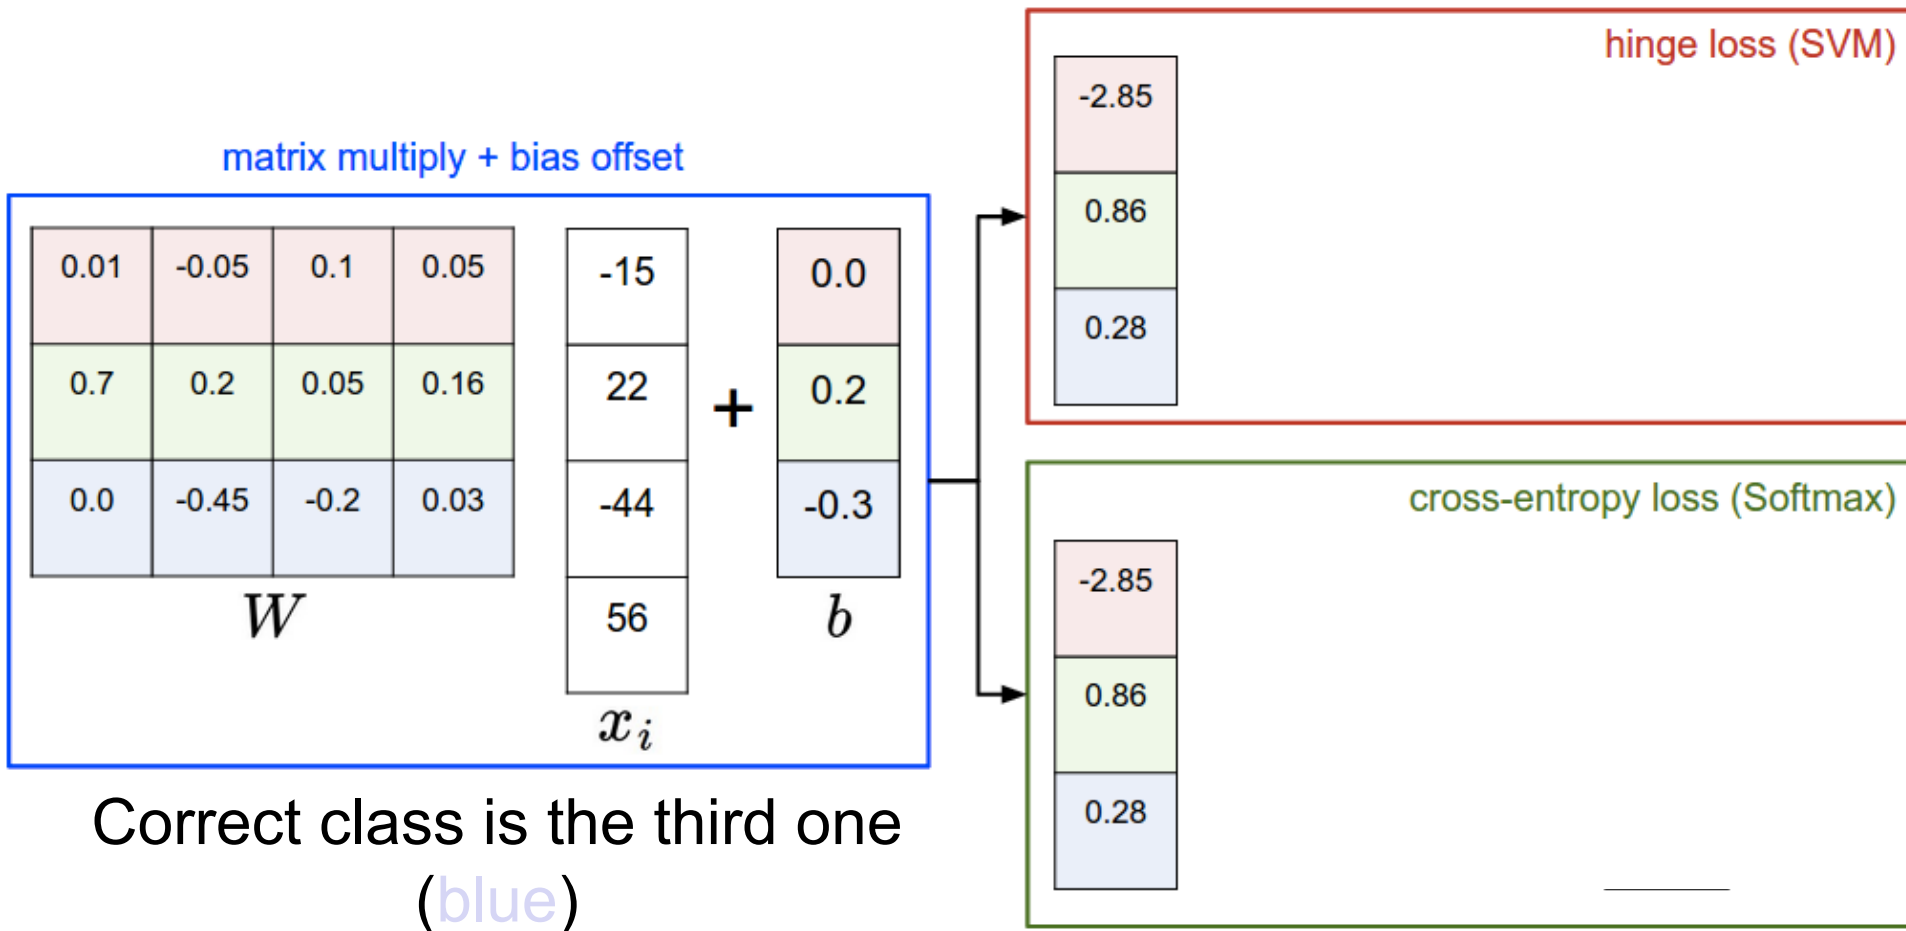 matrix multiply + bias offset
0.01 -0.05 0.1 0.05
0.7 0.2 0.05 0.16
0.0 -0.45 -0.2 0.03
W
-15
22
-44
56
x_i
+
0.0
0.2
-0.3
b
hinge loss (SVM)
-2.85
0.86
0.28
cross-entropy loss (Softmax)
-2.85
0.86
0.28
Correct class is the third one
(blue)